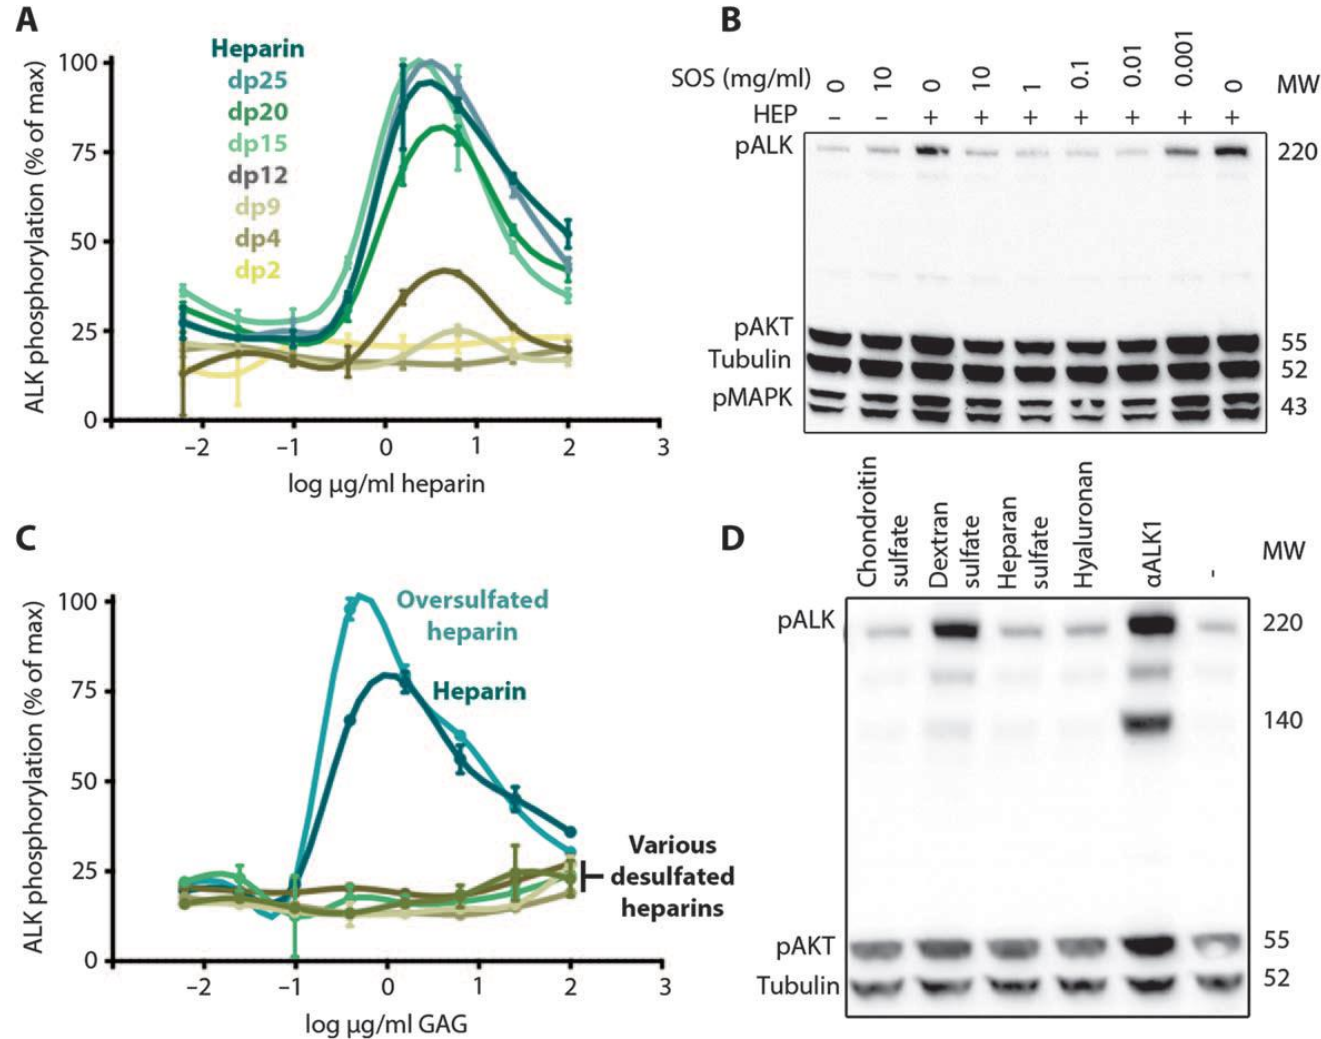 A
Heparin
dp25
dp20
dp15
dp12
dp9
dp4
dp2
ALK phosphorylation (% of max)
100
75
50
25
0
–2 –1 0 1 2 3
log μg/ml heparin
B
SOS (mg/ml) 0 10 0 10 1 0.1 0.01 0.001 0 MW
HEP – – + + + + + + +
pALK 220
pAKT 55
Tubulin 52
pMAPK 43
C
ALK phosphorylation (% of max)
100
75
50
25
0
Oversulfated
heparin
Heparin
Various
desulfated
heparins
–2 –1 0 1 2 3
log μg/ml GAG
D
Chondroitin
sulfate
Dextran
sulfate
Heparan
sulfate
Hyaluronan
αALK1
-
MW
pALK 220
140
pAKT 55
Tubulin 52